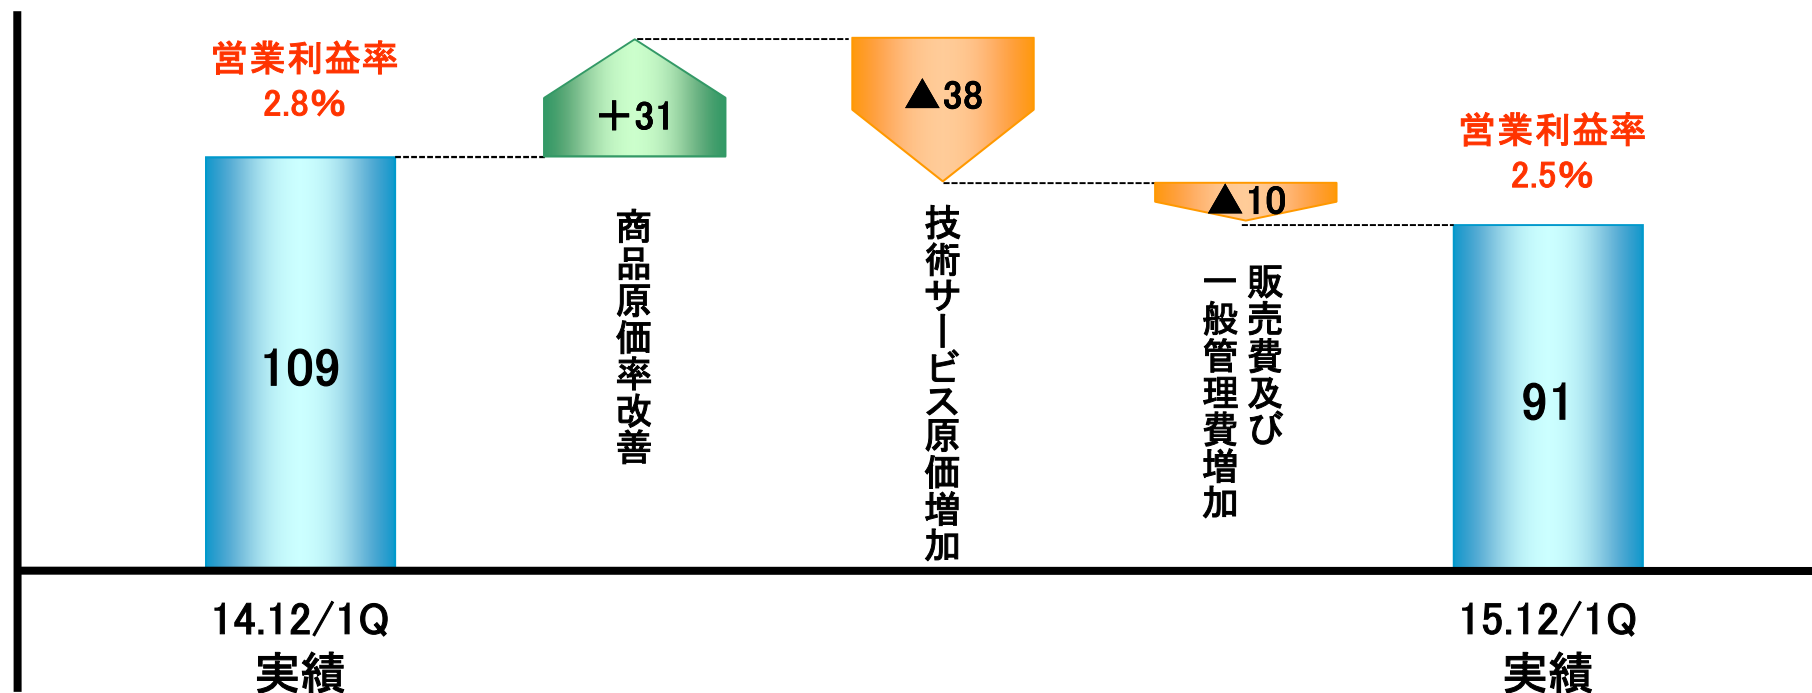 営業利益率
2.8%
109
14.12/1Q
実績
+31
商品原価率改善
▲38
技術サービス原価増加
▲10
販売費及び
一般管理費増加
営業利益率
2.5%
91
15.12/1Q
実績